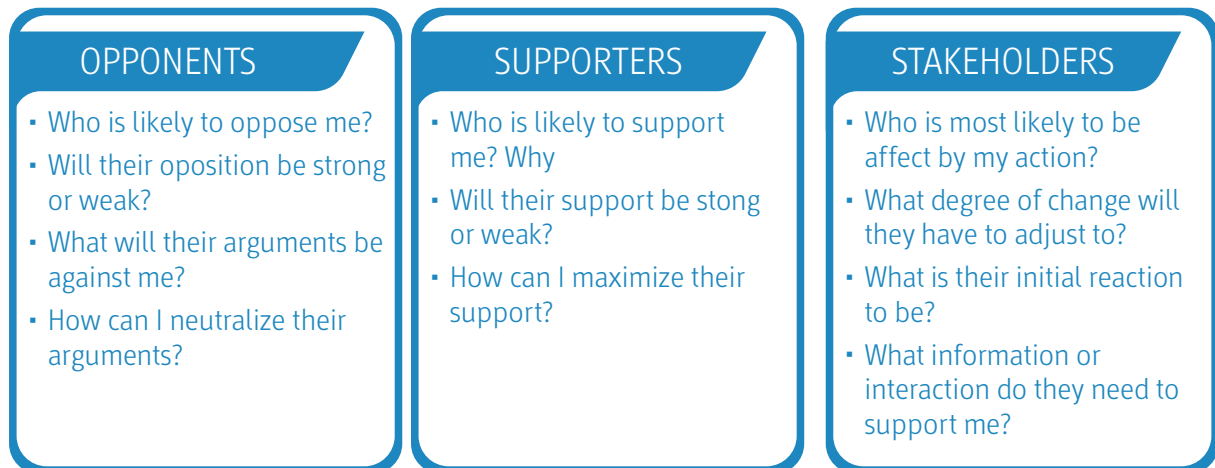 OPPONENTS
▪ Who is likely to oppose me?
▪ Will their oposition be strong
or weak?
▪ What will their arguments be
against me?
▪ How can I neutralize their
arguments?
SUPPORTERS
▪ Who is likely to support
me? Why
▪ Will their support be stong
or weak?
▪ How can I maximize their
support?
STAKEHOLDERS
▪ Who is most likely to be
affect by my action?
▪ What degree of change will
they have to adjust to?
▪ What is their initial reaction
to be?
▪ What information or
interaction do they need to
support me?